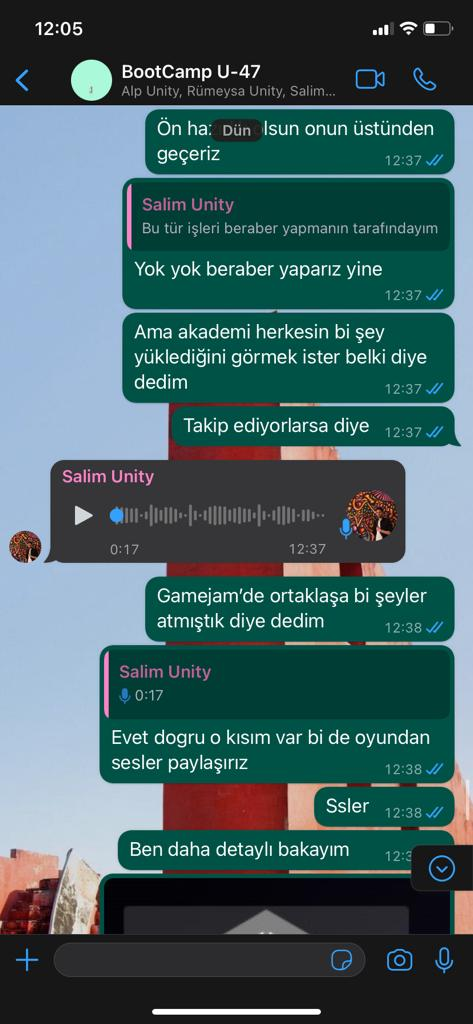 12:05
BootCamp U-47
Alp Unity, Rümeysa Unity, Salim...
Dün
Ön haz lsun onun üstünden
geçeriz
12:37
Salim Unity
Bu tür işleri beraber yapmanın tarafındayım
Yok yok beraber yaparız yine
12:37
Ama akademi herkesin bi şey
yüklediğini görmek ister belki diye
dedim
12:37
Takip ediyorlarsa diye
12:37
Salim Unity
0:17
12:37
Gamejam’de ortaklaşa bi şeyler
atmıştık diye dedim
12:38
Salim Unity
0:17
Evet dogru o kısım var bi de oyundan
sesler paylaşırız
12:38
Ssler
12:38
Ben daha detaylı bakayım